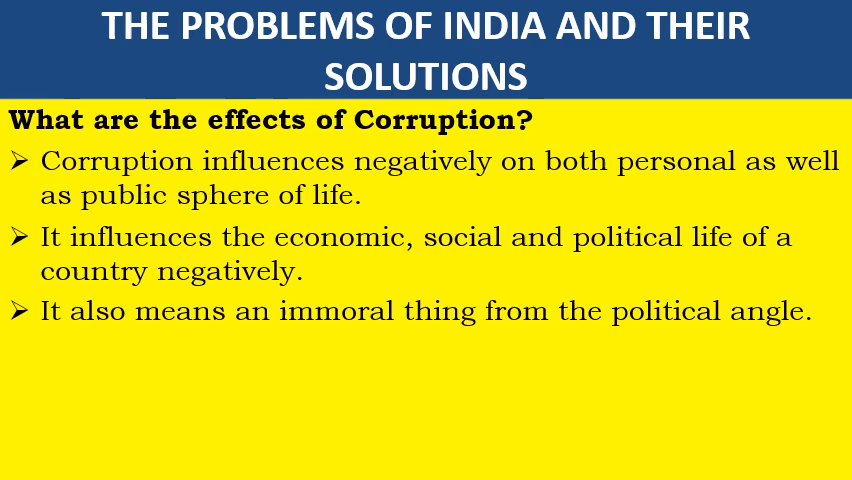 THE PROBLEMS OF INDIA AND THEIR
SOLUTIONS
What are the effects of Corruption?
➢ Corruption influences negatively on both personal as well
as public sphere of life.
➢ It influences the economic, social and political life of a
country negatively.
➢ It also means an immoral thing from the political angle.